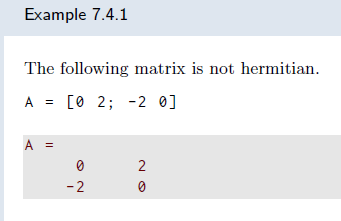 Example 7.4.1
The following matrix is not hermitian.
A = [0 2; -2 0]
A =
0 2
-2 0